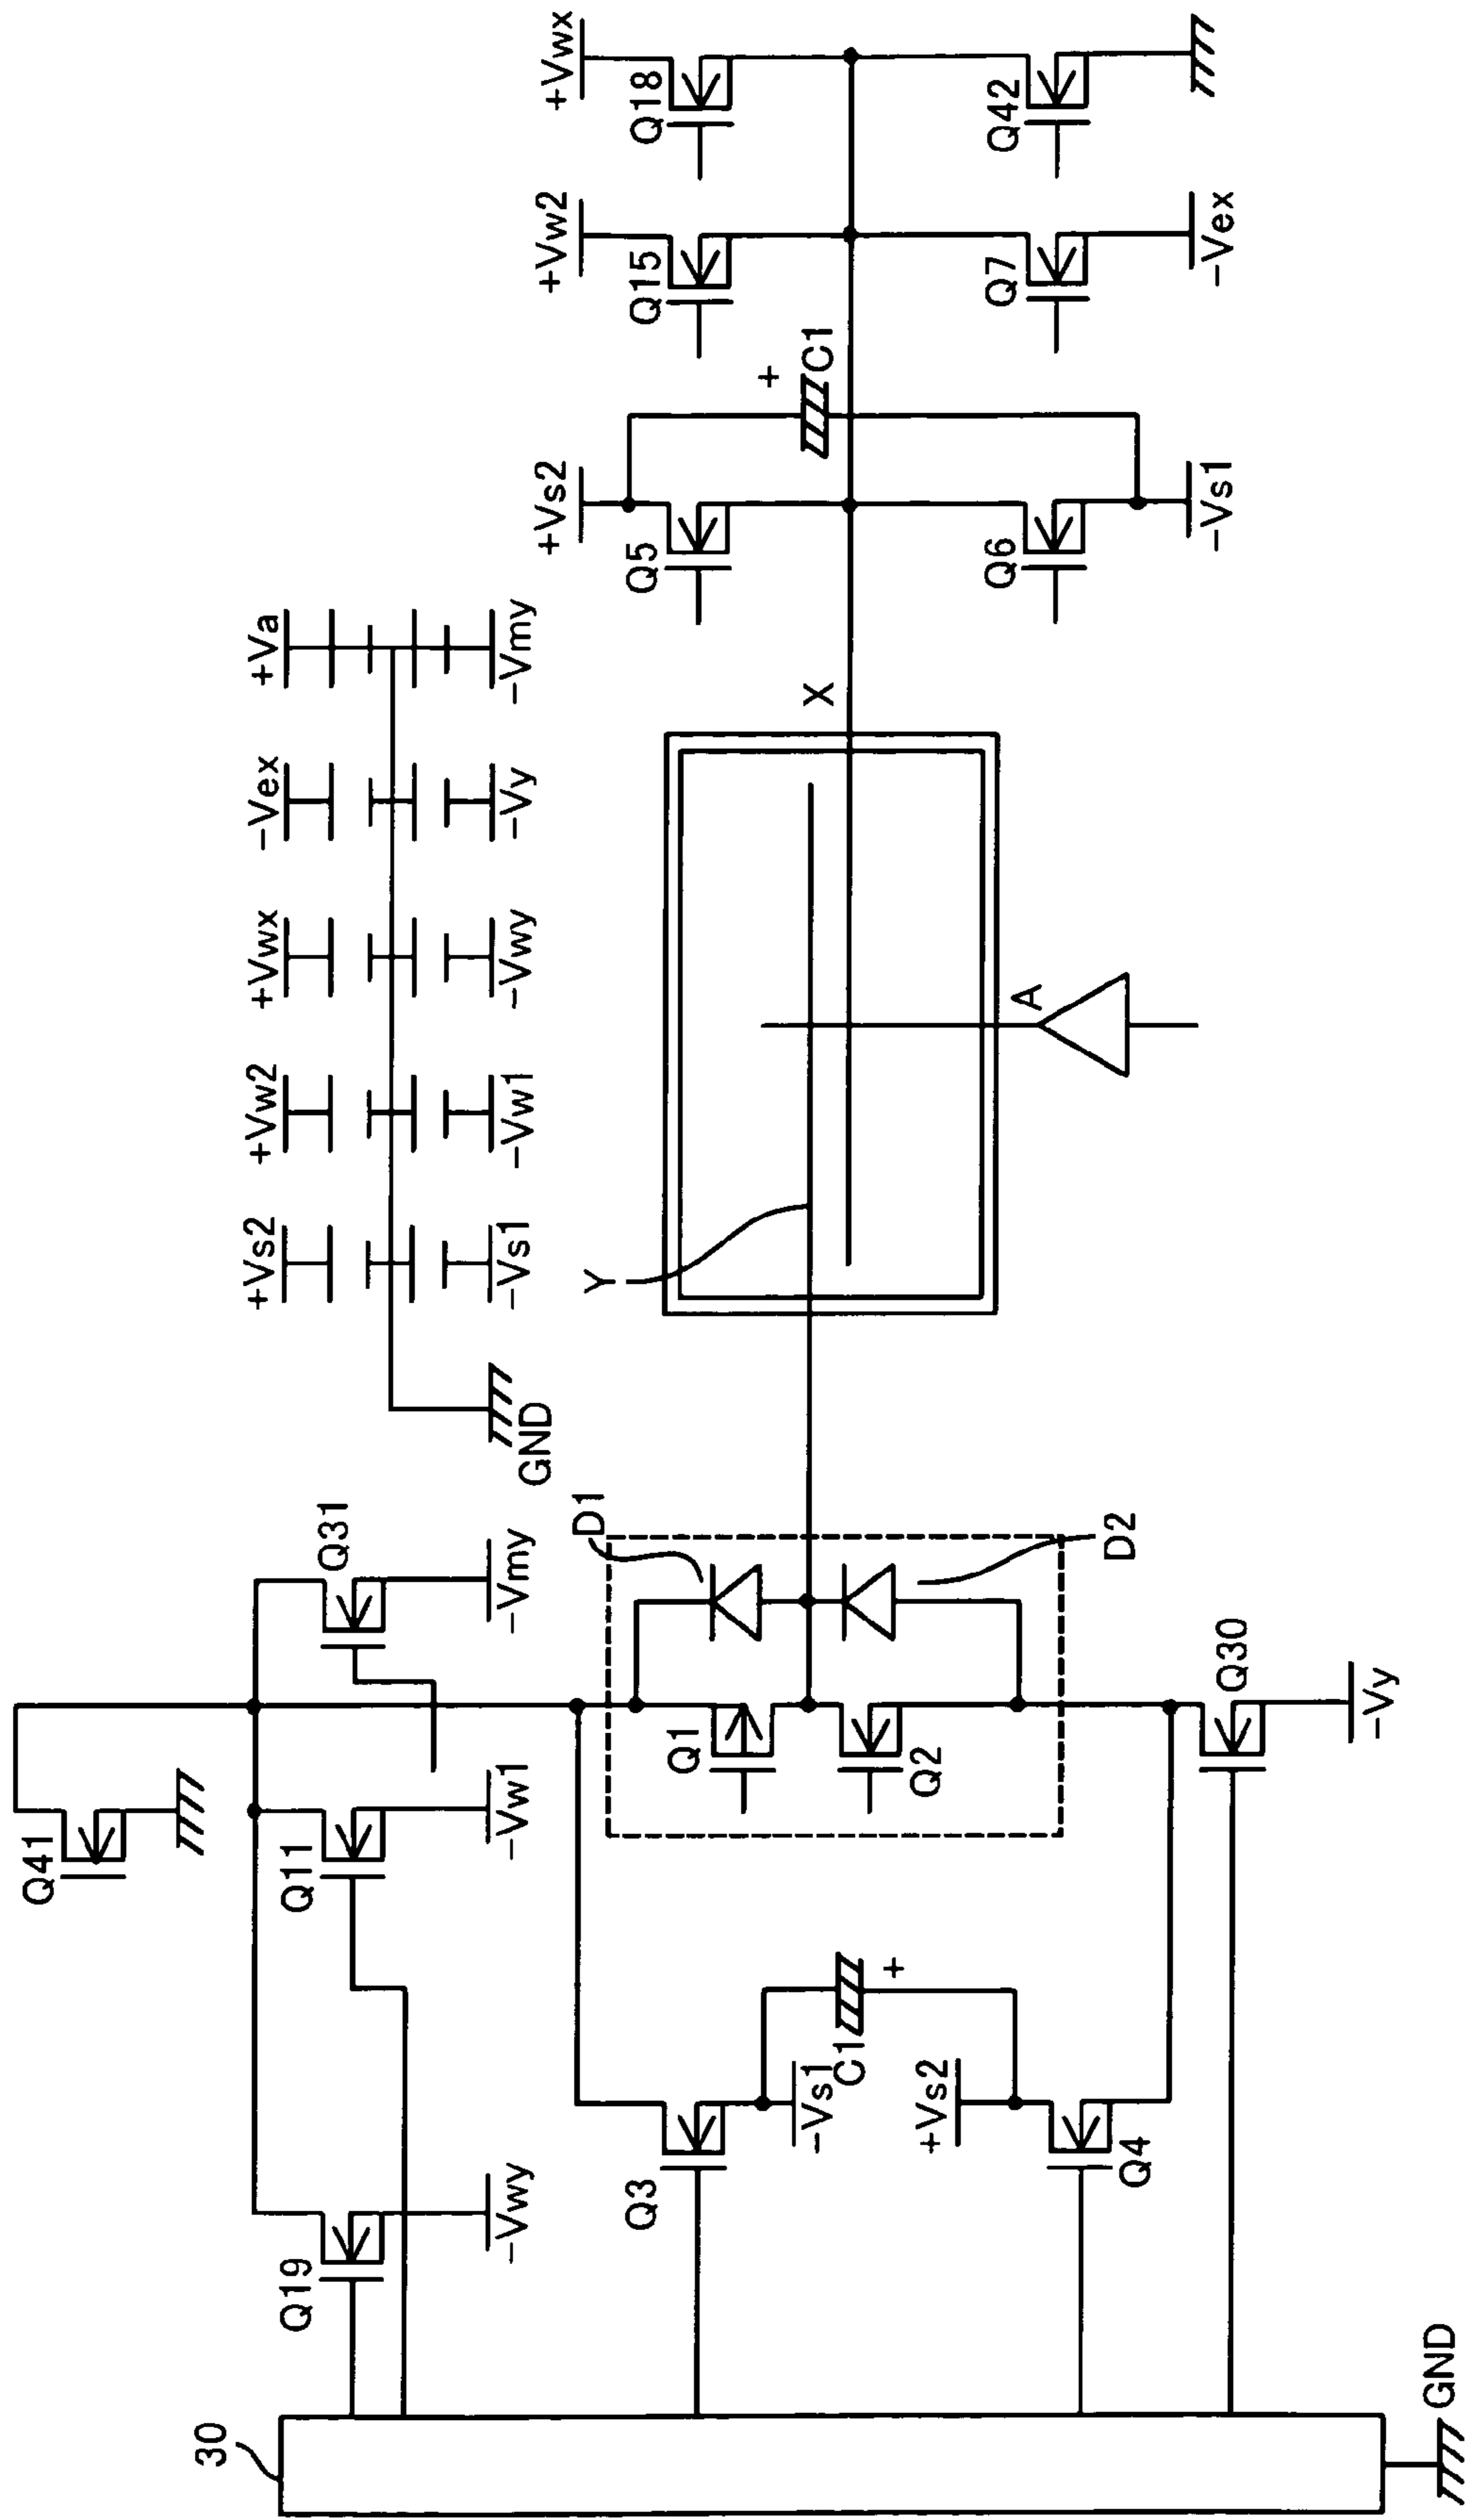 30
GND
Q19
-Vwy
Q41
Q11
-Vw1
Q31
-Vmy
Q3
-Vs1
C1
+
+Vs2
Q4
Q1
Q2
D1
D2
Q30
-Vy
GND
+Vs2
-Vs1
+Vw2
-Vw1
+Vwx
-Vwy
-Vex
-Vy
+Va
-Vmy
Y
A
X
+Vs2
Q5
Q6
-Vs1
+
C1
+Vw2
Q15
Q7
-Vex
+Vwx
Q18
Q42